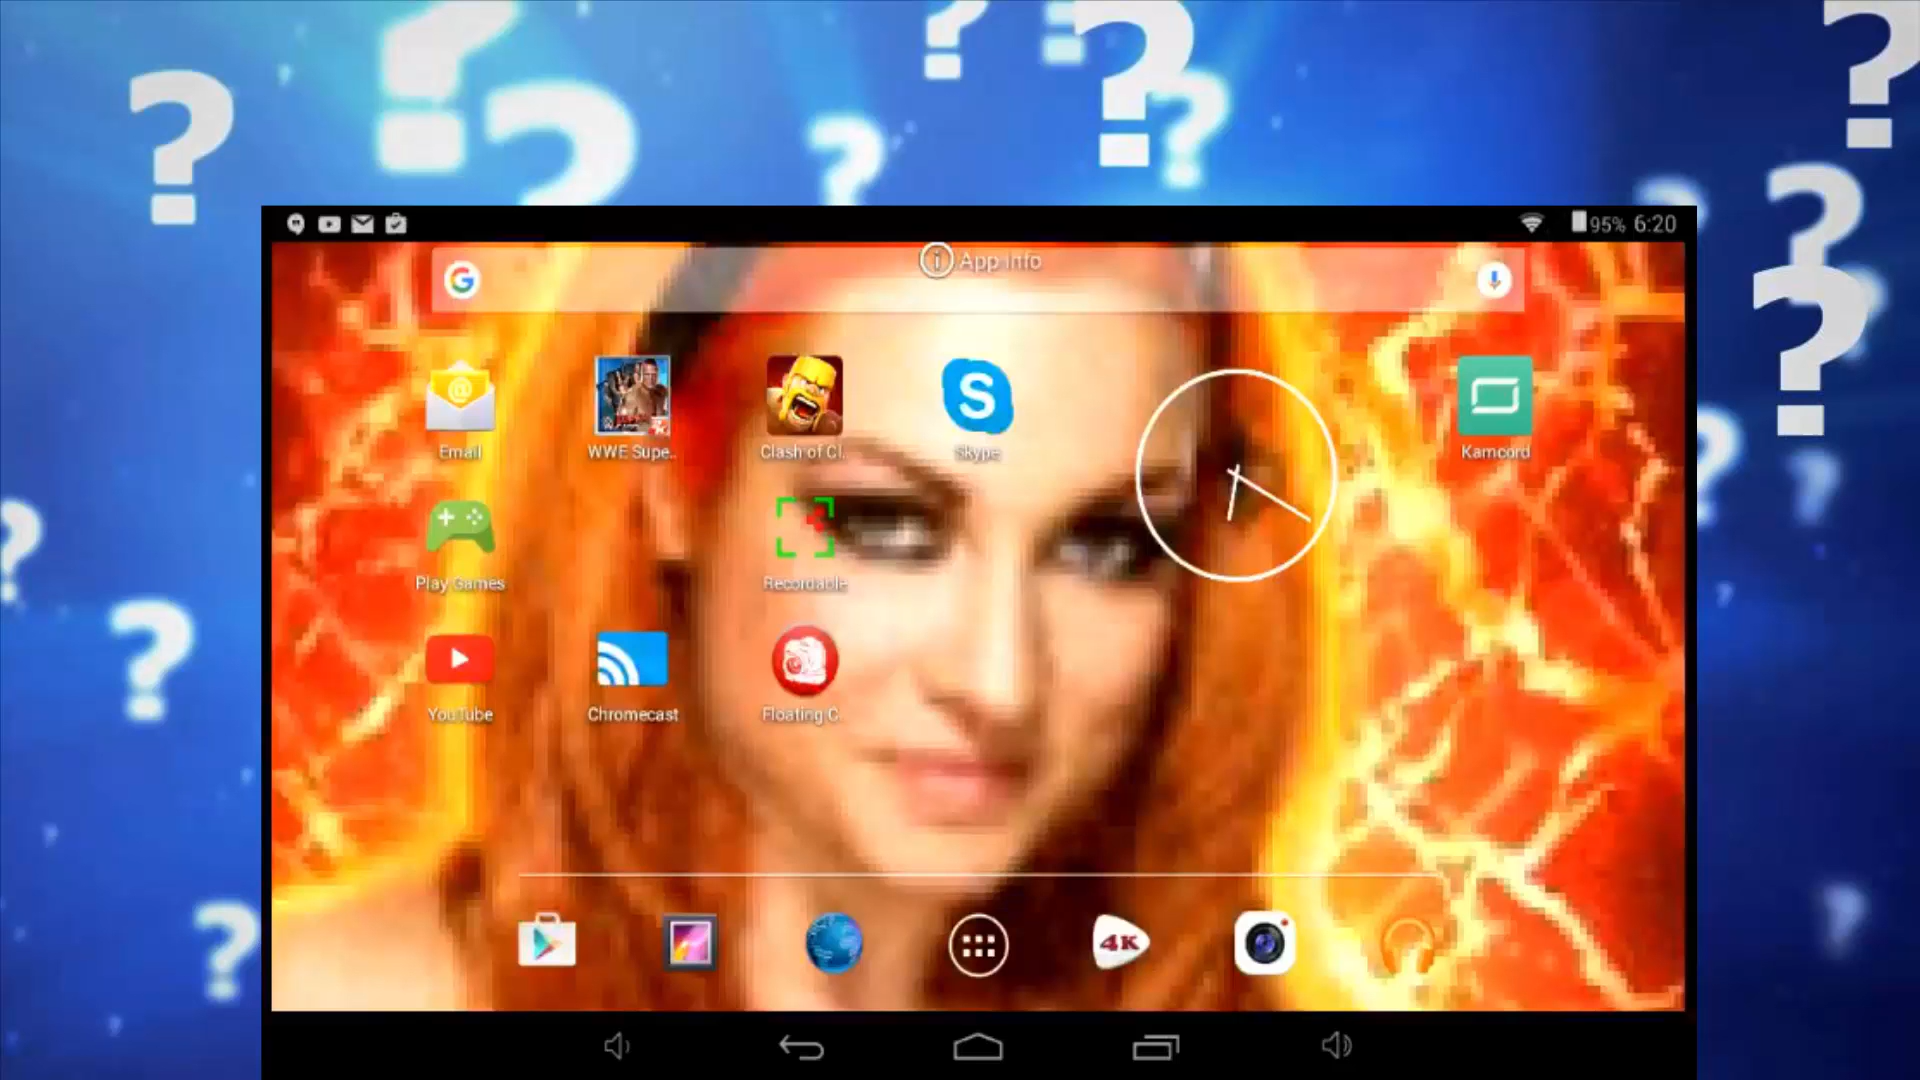 95% 6:20
App info
Email
WWE Supe..
Clash of Cl..
Skype
Kamcord
Play Games
Recordable
YouTube
Chromecast
Floating C..
4K